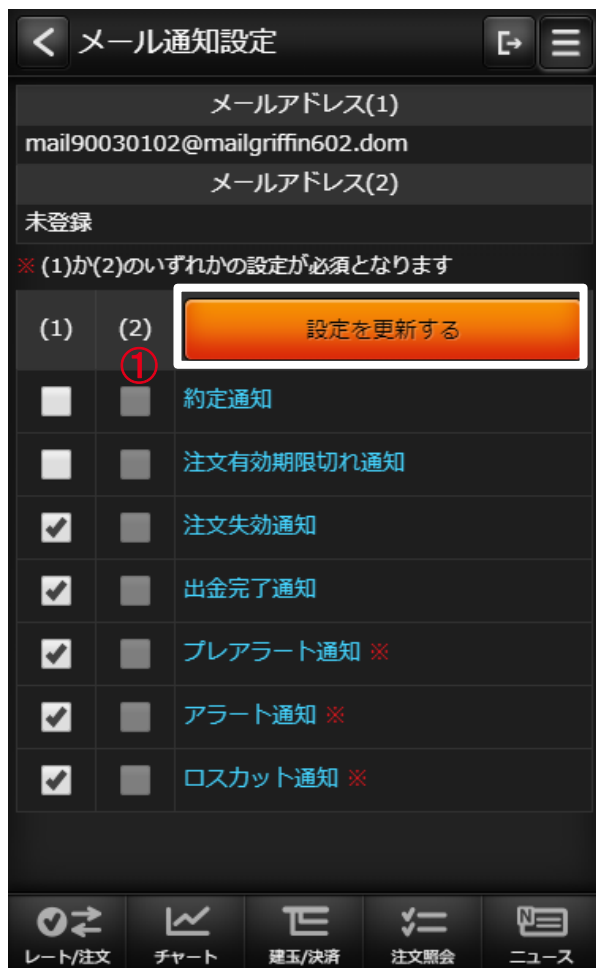 メール通知設定
メールアドレス(1)
mail90030102@mailgriffin602.dom
メールアドレス(2)
未登録
※ (1)か(2)のいずれかの設定が必須となります
(1) (2) 設定を更新する
①
約定通知
注文有効期限切れ通知
注文失効通知
出金完了通知
プレアラート通知 ※
アラート通知 ※
ロスカット通知 ※
レート/注文 チャート 建玉/決済 注文照会 ニュース